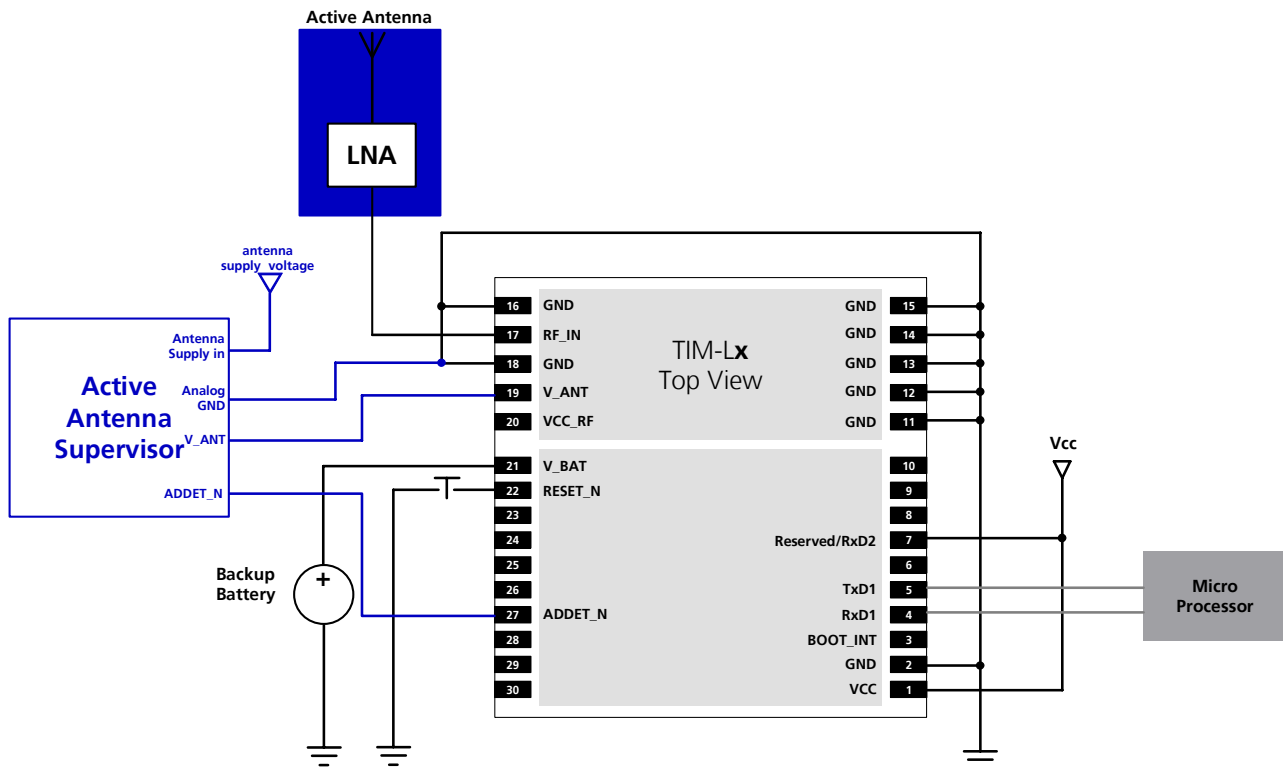 Active Antenna
LNA
antenna
supply voltage
Antenna
Supply in
Active
Antenna
Supervisor
Analog
GND
V_ANT
ADDET_N
TIM-Lx
Top View
16 GND
17 RF_IN
18 GND
19 V_ANT
20 VCC_RF
21 V_BAT
22 RESET_N
23
24
25
26
27 ADDET_N
28
29
30
GND 15
GND 14
GND 13
GND 12
GND 11
10
9
8
Reserved/RxD2 7
6
TxD1 5
RxD1 4
BOOT_INT 3
GND 2
VCC 1
Vcc
Backup
Battery
+
Micro
Processor